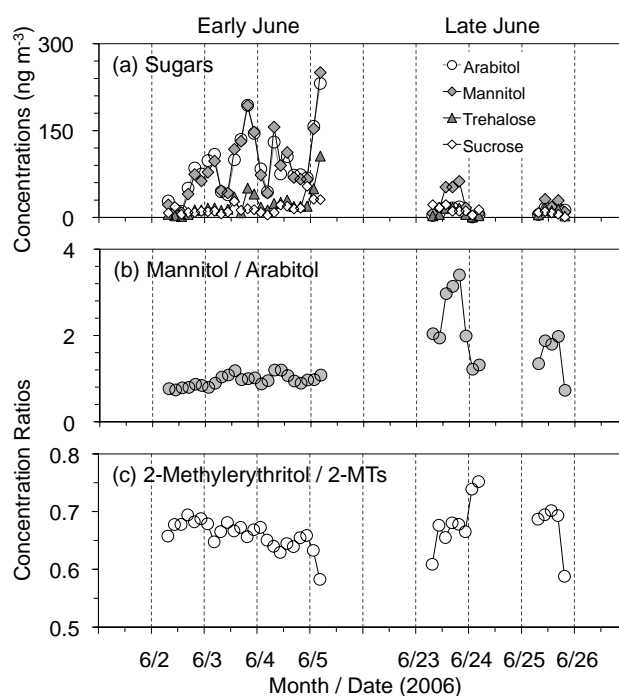 Early June
Late June
Concentrations (ng m-3)
300
150
0
(a) Sugars
Arabitol
Mannitol
Trehalose
Sucrose
4
2
0
(b) Mannitol / Arabitol
Concentration Ratios
0.8
0.7
0.6
0.5
(c) 2-Methylerythritol / 2-MTs
6/2 6/3 6/4 6/5 6/23 6/24 6/25 6/26
Month / Date (2006)